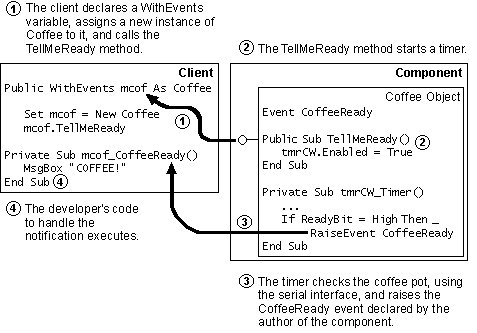 ① The client declares a WithEvents
variable, assigns a new instance of
Coffee to it, and calls the
TellMeReady method.
② The TellMeReady method starts a timer.
Client
Public WithEvents mcof As Coffee
Set mcof = New Coffee
mcof.TellMeReady
①
Private Sub mcof_CoffeeReady()
MsgBox "COFFEE!"
End Sub ④
④ The developer's code
to handle the
notification executes.
Component
Coffee Object
Event CoffeeReady
Public Sub TellMeReady()
tmrCW.Enabled = True ②
End Sub
Private Sub tmrCW_Timer()
...
③ If ReadyBit = High Then _
RaiseEvent CoffeeReady
End Sub
③ The timer checks the coffee pot, using
the serial interface, and raises the
CoffeeReady event declared by the
author of the component.